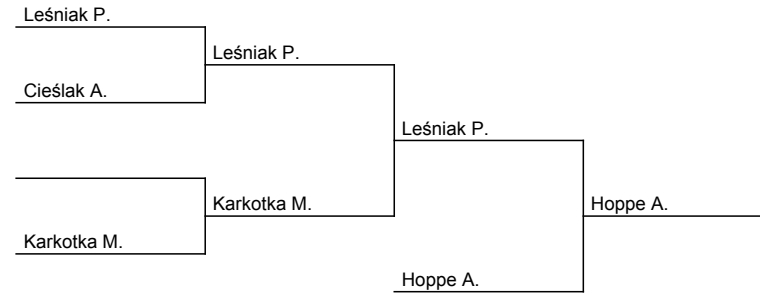 Leśniak P.
Leśniak P.
Cieślak A.
Leśniak P.
Karkotka M.
Hoppe A.
Karkotka M.
Hoppe A.